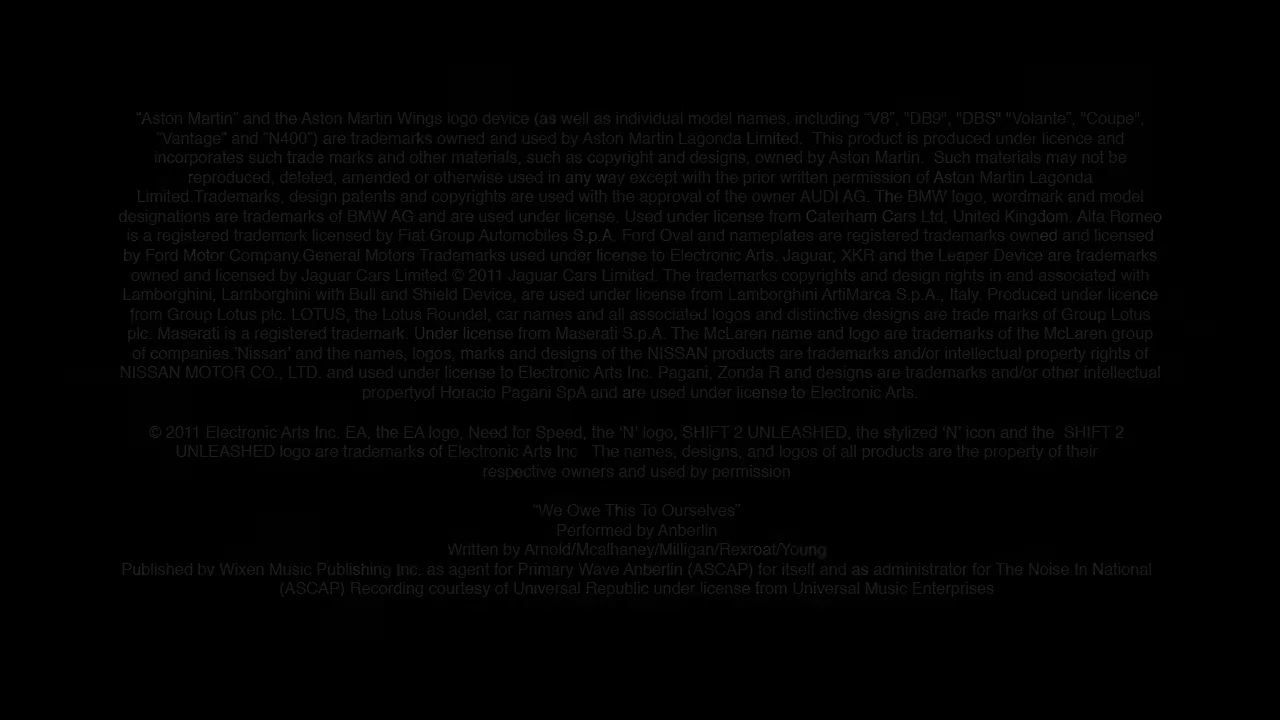 "Aston Martin" and the Aston Martin Wings logo device (as well as individual model names, including "V8", "DB9", "DBS" "Volante", "Coupe",
"Vantage" and "N400") are trademarks owned and used by Aston Martin Lagonda Limited.  This product is produced under licence and
incorporates such trade marks and other materials, such as copyright and designs, owned by Aston Martin.  Such materials may not be
reproduced, deleted, amended or otherwise used in any way except with the prior written permission of Aston Martin Lagonda
Limited.Trademarks, design patents and copyrights are used with the approval of the owner AUDI AG. The BMW logo, wordmark and model
designations are trademarks of BMW AG and are used under license. Used under license from Caterham Cars Ltd, United Kingdom. Alfa Romeo
is a registered trademark licensed by Fiat Group Automobiles S.p.A. Ford Oval and nameplates are registered trademarks owned and licensed
by Ford Motor Company.General Motors Trademarks used under license to Electronic Arts. Jaguar, XKR and the Leaper Device are trademarks
owned and licensed by Jaguar Cars Limited © 2011 Jaguar Cars Limited. The trademarks copyrights and design rights in and associated with
Lamborghini, Lamborghini with Bull and Shield Device, are used under license from Lamborghini ArtiMarca S.p.A., Italy. Produced under licence
from Group Lotus plc. LOTUS, the Lotus Roundel, car names and all associated logos and distinctive designs are trade marks of Group Lotus
plc. Maserati is a registered trademark. Under license from Maserati S.p.A. The McLaren name and logo are trademarks of the McLaren group
of companies.'Nissan' and the names, logos, marks and designs of the NISSAN products are trademarks and/or intellectual property rights of
NISSAN MOTOR CO., LTD. and used under license to Electronic Arts Inc. Pagani, Zonda R and designs are trademarks and/or other intellectual
propertyof Horacio Pagani SpA and are used under license to Electronic Arts.
© 2011 Electronic Arts Inc. EA, the EA logo, Need for Speed, the 'N' logo, SHIFT 2 UNLEASHED, the stylized 'N' icon and the  SHIFT 2
UNLEASHED logo are trademarks of Electronic Arts Inc.  The names, designs, and logos of all products are the property of their
respective owners and used by permission
"We Owe This To Ourselves"
Performed by Anberlin
Written by Arnold/Mcalhaney/Milligan/Rexroat/Young
Published by Wixen Music Publishing Inc. as agent for Primary Wave Anberlin (ASCAP) for itself and as administrator for The Noise In National
(ASCAP) Recording courtesy of Universal Republic under license from Universal Music Enterprises